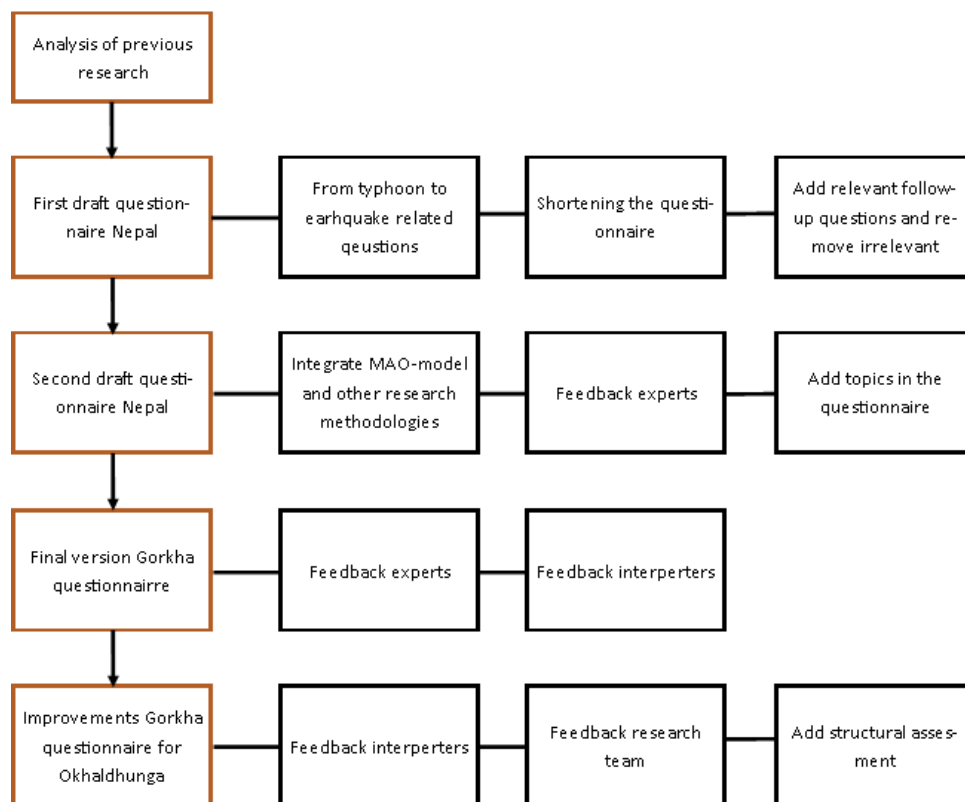 Analysis of previous
research
First draft question-
naire Nepal
From typhoon to
earhquake related
qeustions
Shortening the questi-
onnaire
Add relevant follow-
up questions and re-
move irrelevant
Second draft questi-
onnaire Nepal
Integrate MAO-model
and other research
methodologies
Feedback experts
Add topics in the
questionnaire
Final version Gorkha
questionnairre
Feedback experts
Feedback interperters
Improvements Gorkha
questionnaire for
Okhaldhunga
Feedback interperters
Feedback research
team
Add structural asses-
ment